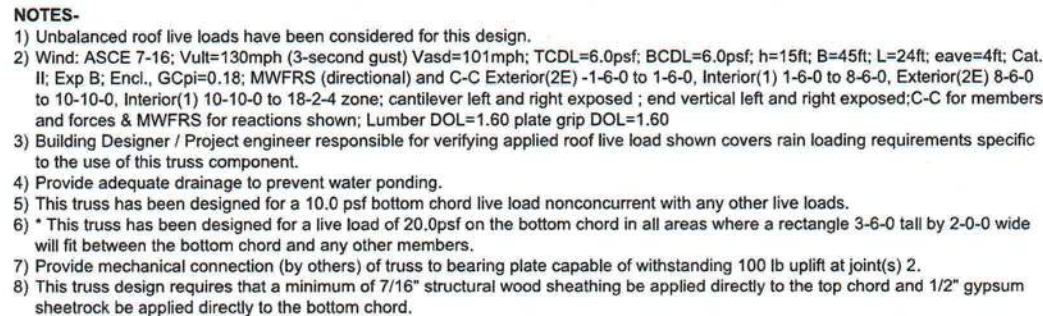 NOTES-
1) Unbalanced roof live loads have been considered for this design.
2) Wind: ASCE 7-16; Vult=130mph (3-second gust) Vasd=101mph; TCDL=6.0psf; BCDL=6.0psf; h=15ft; B=45ft; L=24ft; eave=4ft; Cat.
II; Exp B; Encl., GCpi=0.18; MWFRS (directional) and C-C Exterior(2E) -1-6-0 to 1-6-0, Interior(1) 1-6-0 to 8-6-0, Exterior(2E) 8-6-0
to 10-10-0, Interior(1) 10-10-0 to 18-2-4 zone; cantilever left and right exposed ; end vertical left and right exposed;C-C for members
and forces & MWFRS for reactions shown; Lumber DOL=1.60 plate grip DOL=1.60
3) Building Designer / Project engineer responsible for verifying applied roof live load shown covers rain loading requirements specific
to the use of this truss component.
4) Provide adequate drainage to prevent water ponding.
5) This truss has been designed for a 10.0 psf bottom chord live load nonconcurrent with any other live loads.
6) * This truss has been designed for a live load of 20.0psf on the bottom chord in all areas where a rectangle 3-6-0 tall by 2-0-0 wide
will fit between the bottom chord and any other members.
7) Provide mechanical connection (by others) of truss to bearing plate capable of withstanding 100 lb uplift at joint(s) 2.
8) This truss design requires that a minimum of 7/16" structural wood sheathing be applied directly to the top chord and 1/2" gypsum
sheetrock be applied directly to the bottom chord.